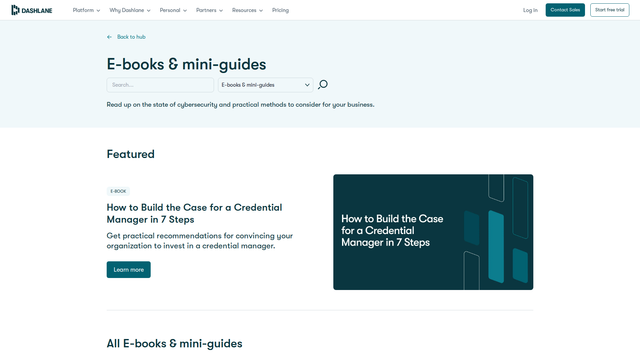 DASHLANE
Platform
Why Dashlane
Personal
Partners
Resources
Pricing
Log In
Contact Sales
Start free trial
Back to hub
E-books & mini-guides
Search...
E-books & mini-guides
Read up on the state of cybersecurity and practical methods to consider for your business.
Featured
E-BOOK
How to Build the Case for a Credential
Manager in 7 Steps
Get practical recommendations for convincing your
organization to invest in a credential manager.
Learn more
How to Build the Case
for a Credential
Manager in 7 Steps
All E-books & mini-guides